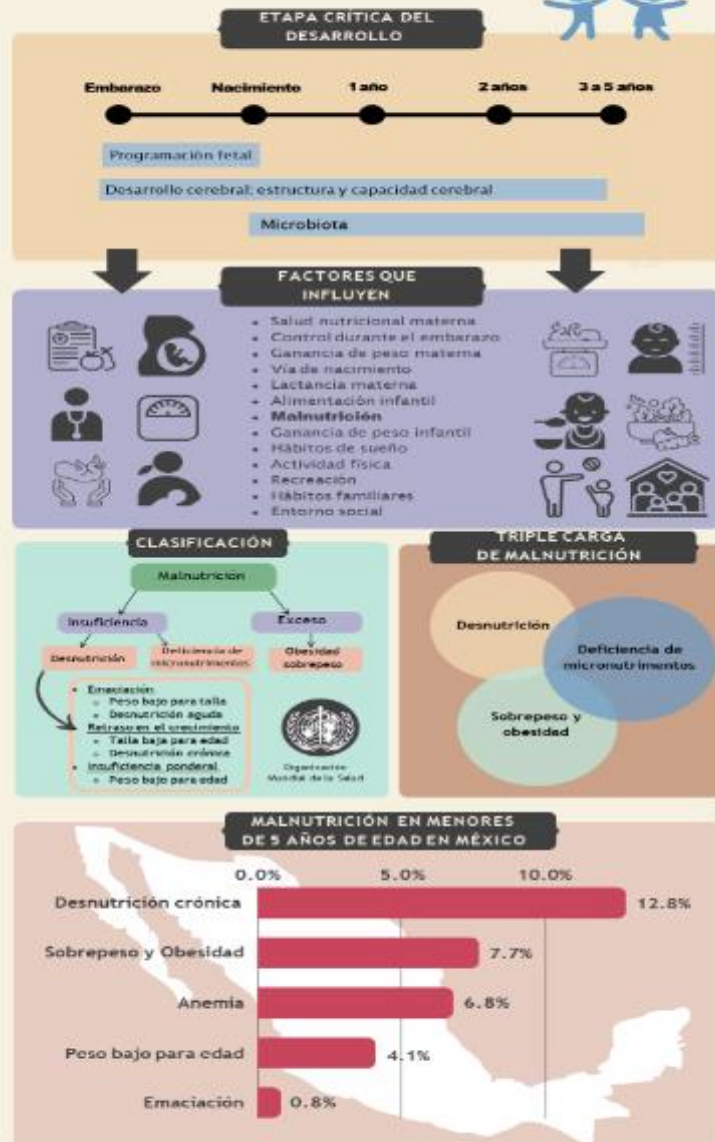 ETAPA CRÍTICA DEL
DESARROLLO
Embarazo
Nacimiento
1 año
2 años
3 a 5 años
Programación fetal
Desarrollo cerebral; estructura y capacidad cerebral
Microbiota
FACTORES QUE
INFLUYEN
• Salud nutricional materna
• Control durante el embarazo
• Ganancia de peso materna
• Vía de nacimiento
• Lactancia materna
• Alimentación infantil
• Malnutrición
• Ganancia de peso infantil
• Hábitos de sueño
• Actividad física
• Recreación
• Hábitos familiares
• Entorno social
CLASIFICACIÓN
Malnutrición
Insuficiencia
Exceso
Desnutrición
Deficiencia de
micronutrimentos
Obesidad
sobrepeso
• Emaciación
Peso bajo para talla
Desnutrición aguda
Retraso en el crecimiento
Talla baja para edad
Desnutrición crónica
• Insuficiencia ponderal
Peso bajo para edad
Organización
Mundial de la Salud
TRIPLE CARGA
DE MALNUTRICIÓN
Desnutrición
Deficiencia de
micronutrimentos
Sobrepeso y
obesidad
MALNUTRICIÓN EN MENORES
DE 5 AÑOS DE EDAD EN MÉXICO
0.0%
5.0%
10.0%
Desnutrición crónica
12.8%
Sobrepeso y Obesidad
7.7%
Anemia
6.8%
Peso bajo para edad
4.1%
Emaciación
0.8%